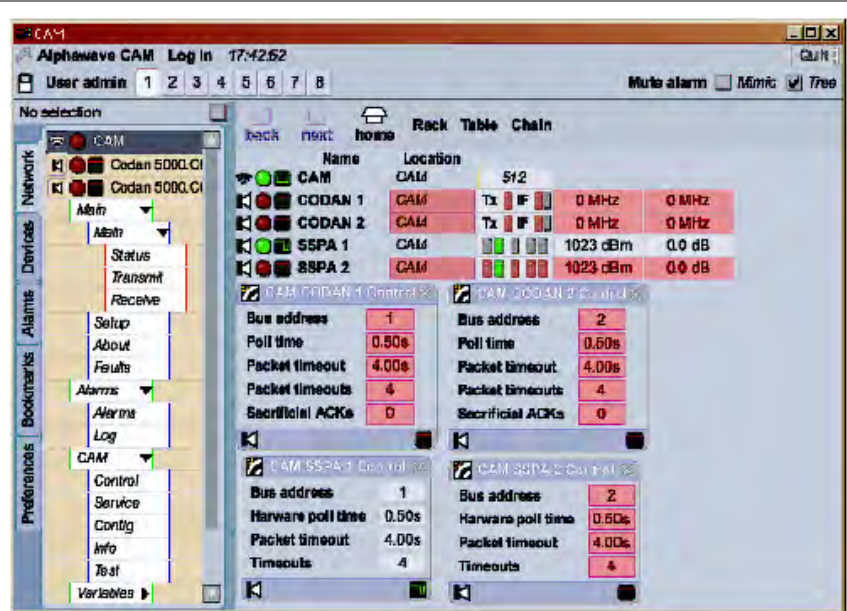 CAM
Alphawave CAM Log In 17:42:52
Quit
User admin 1 2 3 4 5 6 7 8 Mute alarm Mimic Tree
No selection
back next home Rack Table Chain
Network
Devices
Alarms
Bookmarks
Preferences
CAM
Codan 5000.C
Codan 5000.C
Main
Main
Status
Transmit
Receive
Setup
About
Faults
Alarms
Alarms
Log
CAM
Control
Service
Config
Info
Test
Variables
Name Location
CAM CAM 512
CODAN 1 CAM Tx IF 0 MHz 0 MHz
CODAN 2 CAM Tx IF 0 MHz 0 MHz
SSPA 1 CAM 1023 dBm 0.0 dB
SSPA 2 CAM 1023 dBm 0.0 dB
CAM CODAN 1 Control
Bus address 1
Poll time 0.50s
Packet timeout 4.00s
Packet timeouts 4
Sacrificial ACKs 0
CAM CODAN 2 Control
Bus address 2
Poll time 0.50s
Packet timeout 4.00s
Packet timeouts 4
Sacrificial ACKs 0
CAM SSPA 1 Control
Bus address 1
Harware poll time 0.50s
Packet timeout 4.00s
Timeouts 4
CAM SSPA 2 Control
Bus address 2
Harware poll time 0.50s
Packet timeout 4.00s
Timeouts 4